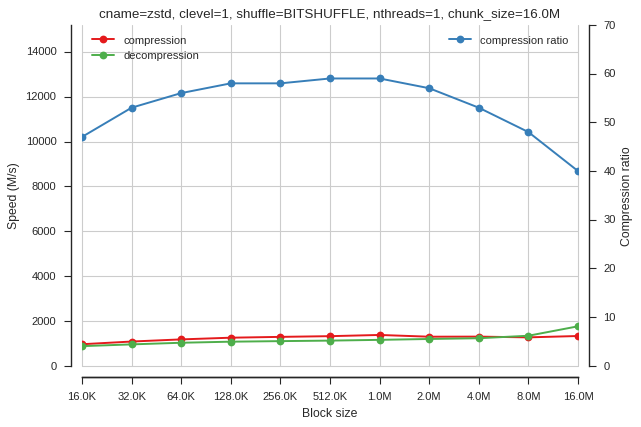 cname=zstd, clevel=1, shuffle=BITSHUFFLE, nthreads=1, chunk_size=16.0M
compression
decompression
compression ratio
14000
12000
10000
8000
6000
4000
2000
0
Speed (M/s)
70
60
50
40
30
20
10
0
Compression ratio
16.0K 32.0K 64.0K 128.0K 256.0K 512.0K 1.0M 2.0M 4.0M 8.0M 16.0M
Block size